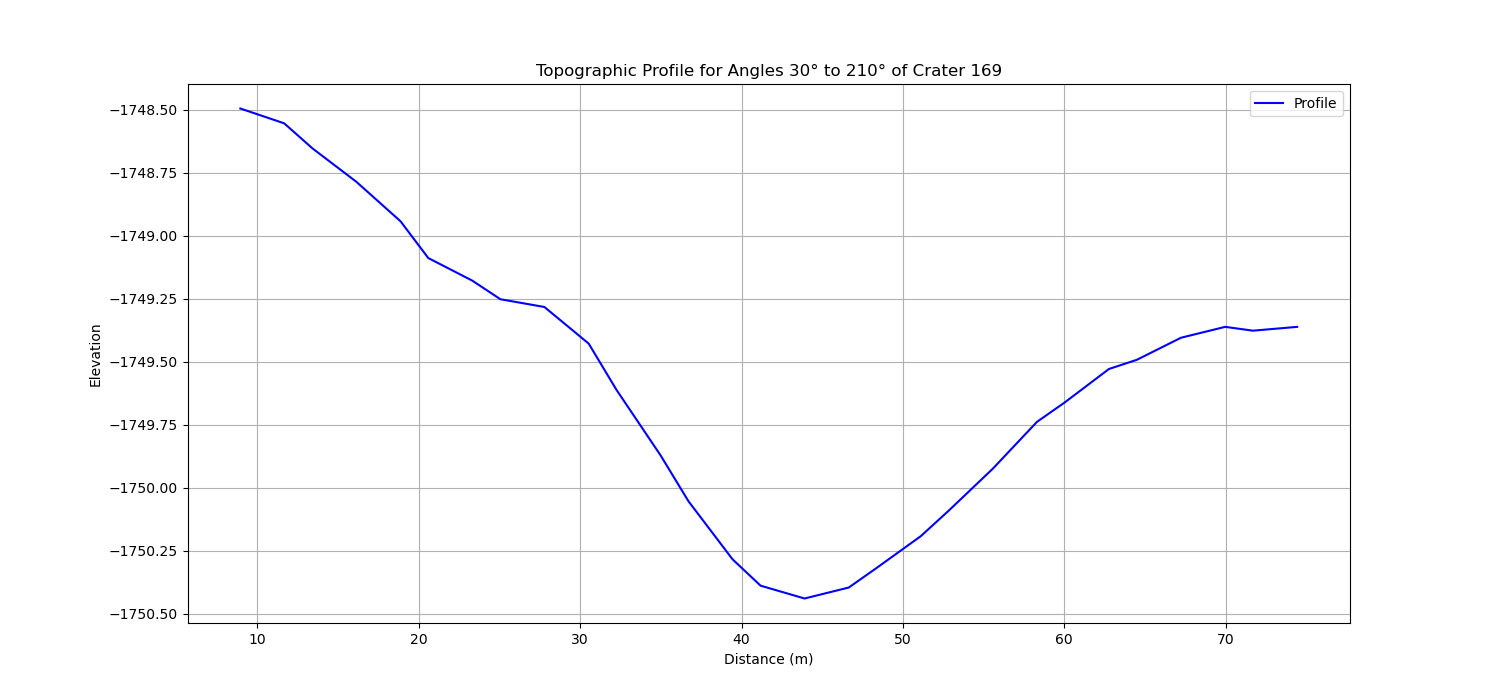 Topographic Profile for Angles 30° to 210° of Crater 169
Profile
−1748.50
−1748.75
−1749.00
−1749.25
−1749.50
−1749.75
−1750.00
−1750.25
−1750.50
Elevation
10 20 30 40 50 60 70
Distance (m)